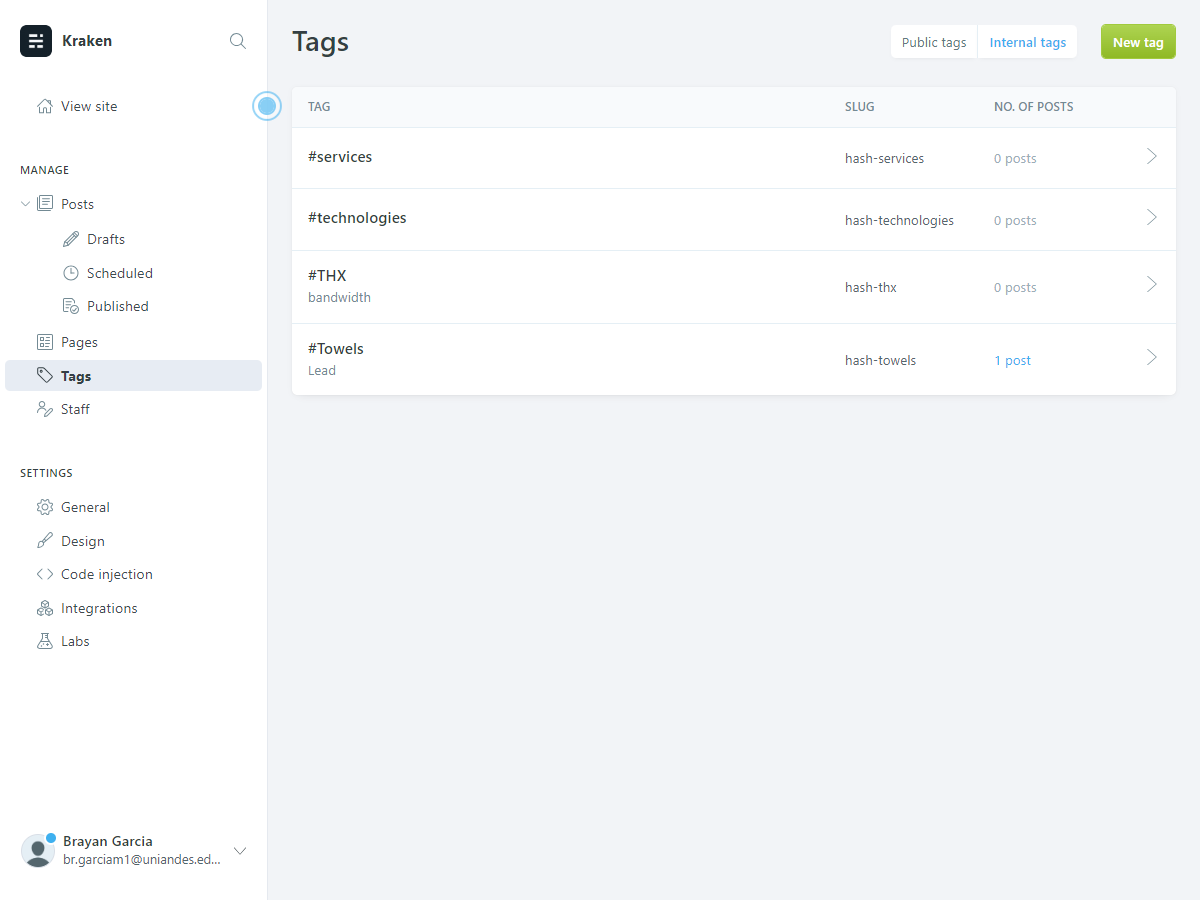 Kraken
View site
MANAGE
Posts
Drafts
Scheduled
Published
Pages
Tags
Staff
SETTINGS
General
Design
Code injection
Integrations
Labs
Brayan Garcia
br.garciam1@uniandes.ed...
Tags
Public tags
Internal tags
New tag
TAG SLUG NO. OF POSTS
#services hash-services 0 posts
#technologies hash-technologies 0 posts
#THX
bandwidth
hash-thx 0 posts
#Towels
Lead
hash-towels 1 post